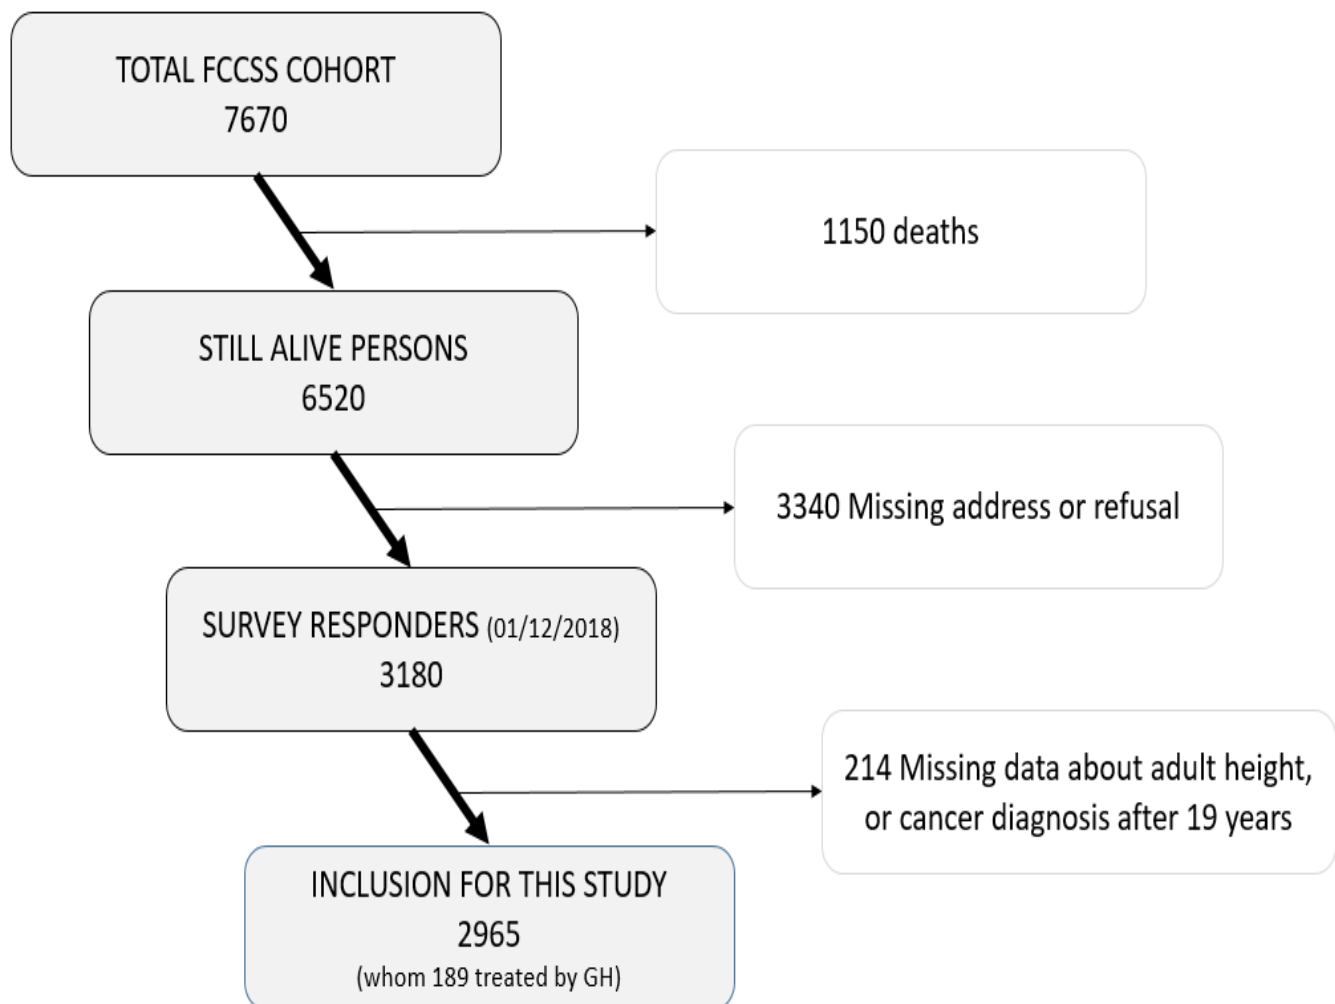 TOTAL FCCSS COHORT
7670
1150 deaths
STILL ALIVE PERSONS
6520
3340 Missing address or refusal
SURVEY RESPONDERS (01/12/2018)
3180
214 Missing data about adult height,
or cancer diagnosis after 19 years
INCLUSION FOR THIS STUDY
2965
(whom 189 treated by GH)